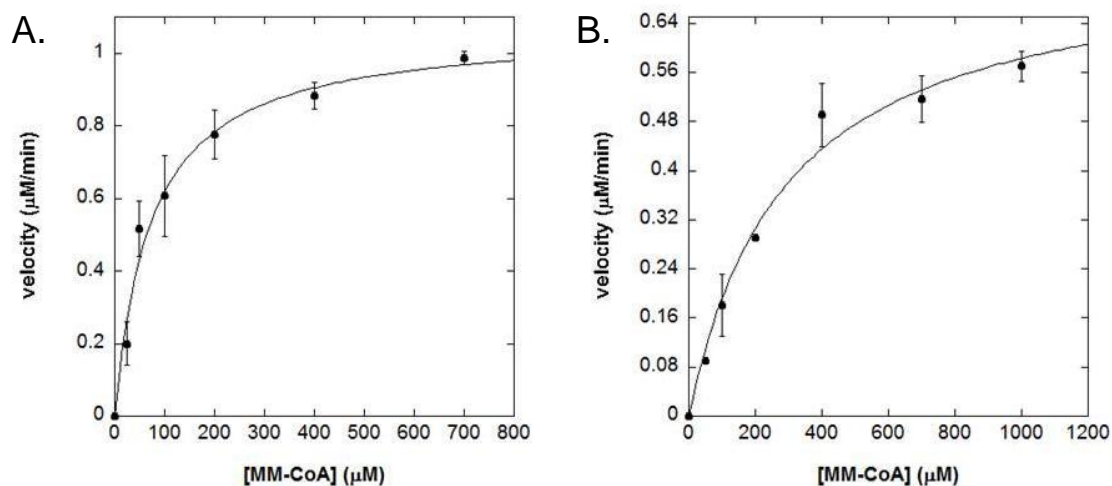 A.
1
0.8
0.6
0.4
0.2
0
velocity (μM/min)
0 100 200 300 400 500 600 700 800
[MM-CoA] (μM)
B.
0.64
0.56
0.48
0.4
0.32
0.24
0.16
0.08
0
velocity (μM/min)
0 200 400 600 800 1000 1200
[MM-CoA] (μM)